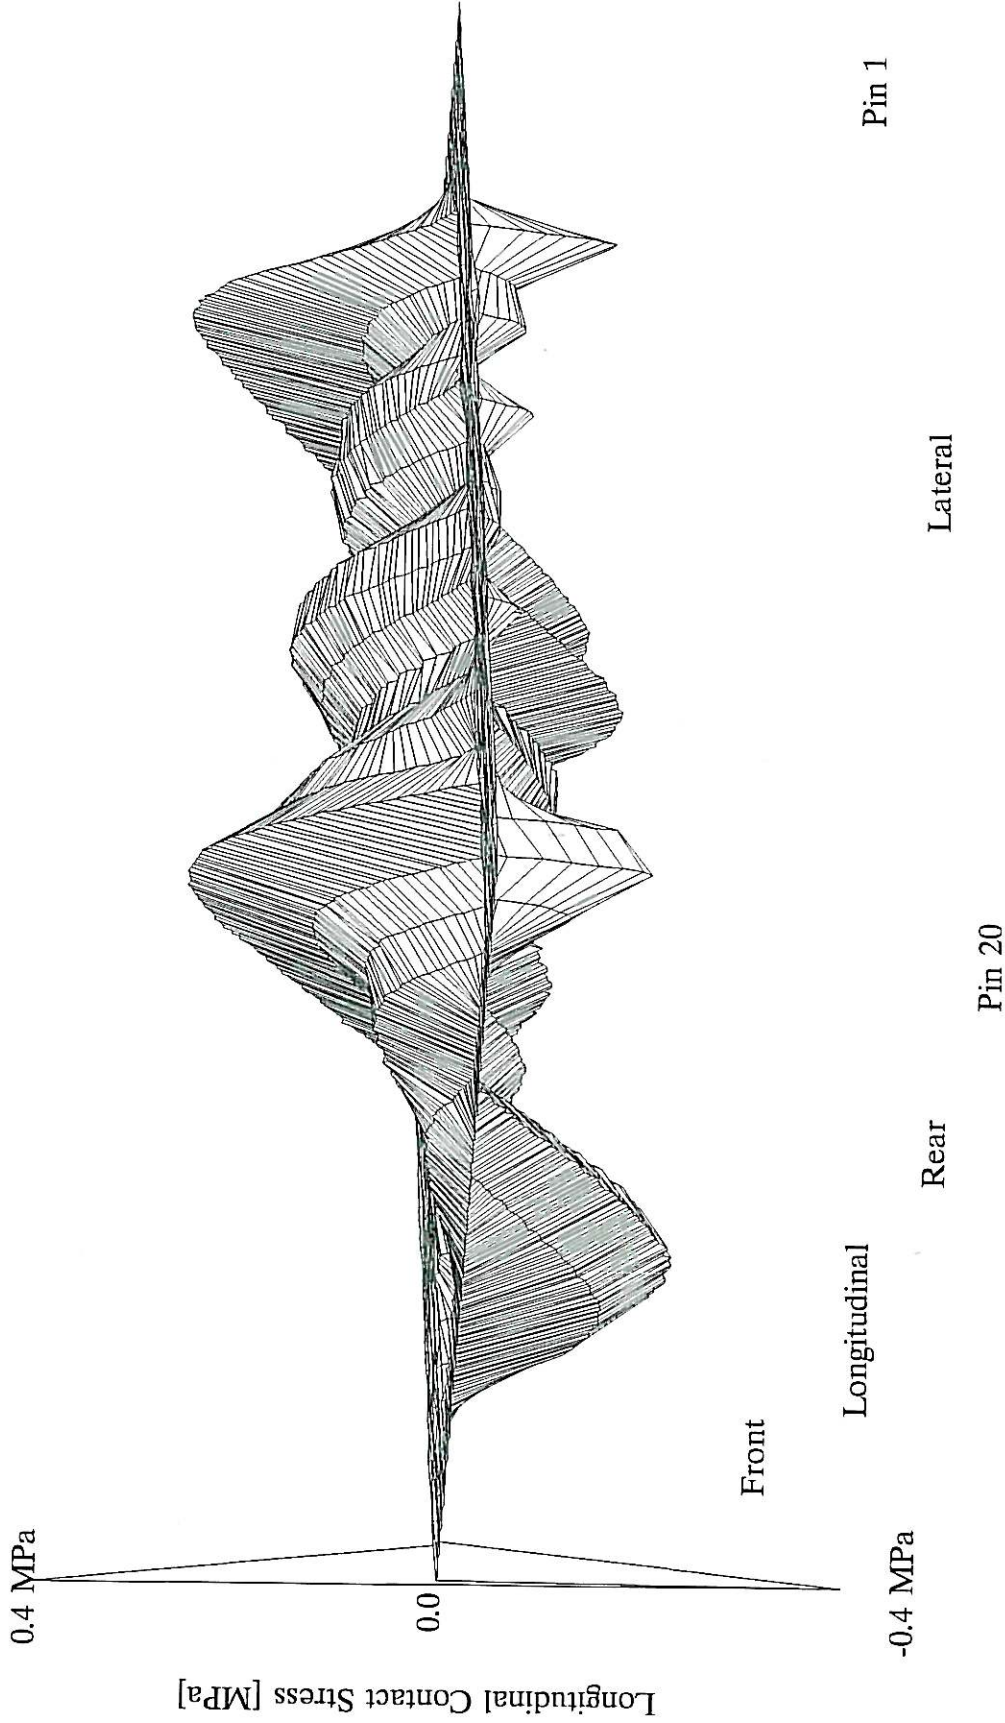 Longitudinal Contact Stress [MPa]
0.4 MPa
0.0
-0.4 MPa
Front
Longitudinal
Rear
Pin 20
Lateral
Pin 1